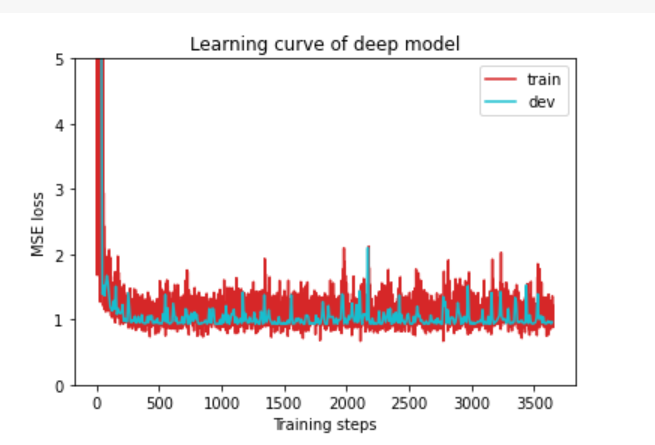 Learning curve of deep model
train
dev
MSE loss
5
4
3
2
1
0
0 500 1000 1500 2000 2500 3000 3500
Training steps